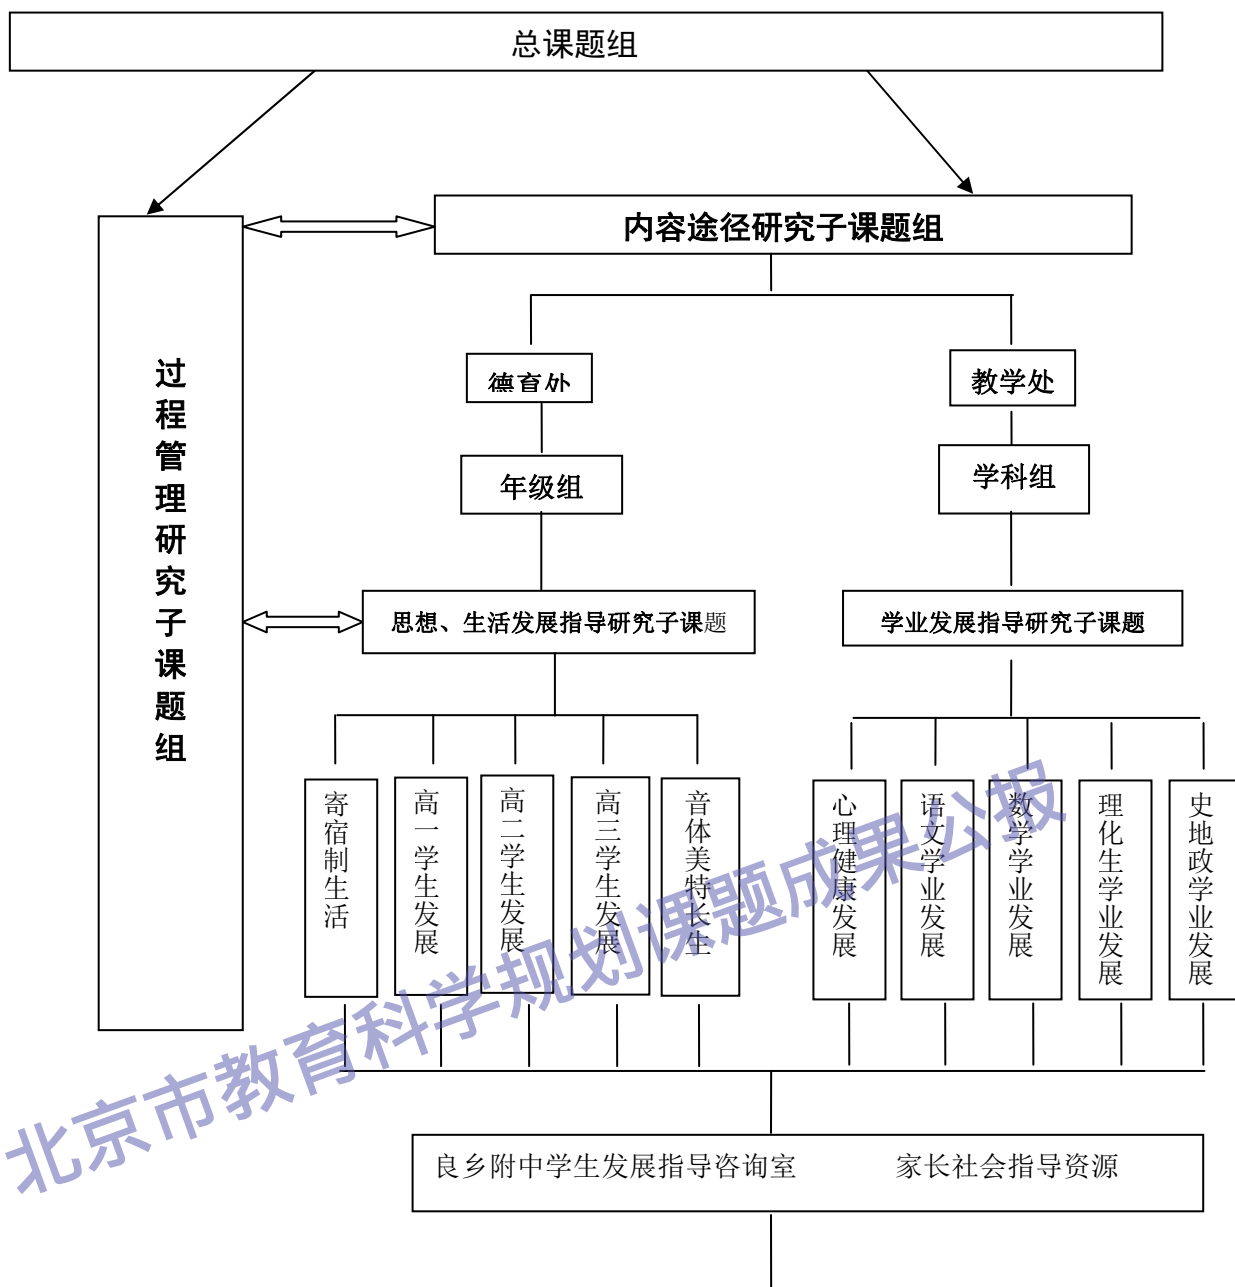 总课题组
内容途径研究子课题组
过程管理研究子课题组
德育处
教学处
年级组
学科组
思想、生活发展指导研究子课题
学业发展指导研究子课题
寄宿制生活
高一学生发展
高二学生发展
高三学生发展
音体美特长生
心理健康发展
语文学业发展
数学学业发展
理化生学业发展
史地政学业发展
北京市教育科学规划课题成果公报
良乡附中学生发展指导咨询室 家长社会指导资源